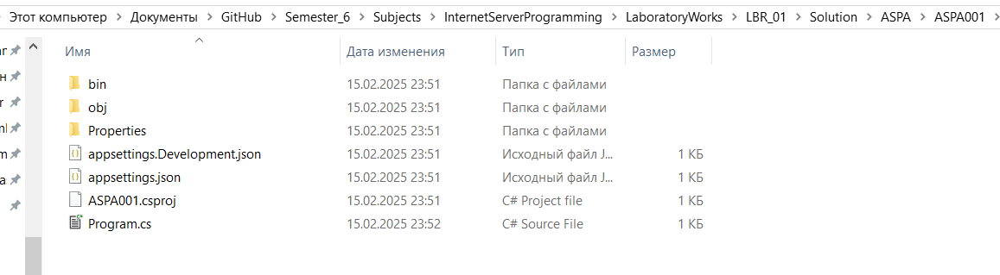 Этот компьютер > Документы > GitHub > Semester_6 > Subjects > InternetServerProgramming > LaboratoryWorks > LBR_01 > Solution > ASPA > ASPA001 >
Имя Дата изменения Тип Размер
bin 15.02.2025 23:51 Папка с файлами
obj 15.02.2025 23:51 Папка с файлами
Properties 15.02.2025 23:51 Папка с файлами
appsettings.Development.json 15.02.2025 23:51 Исходный файл J... 1 КБ
appsettings.json 15.02.2025 23:51 Исходный файл J... 1 КБ
ASPA001.csproj 15.02.2025 23:51 C# Project file 1 КБ
Program.cs 15.02.2025 23:52 C# Source File 1 КБ